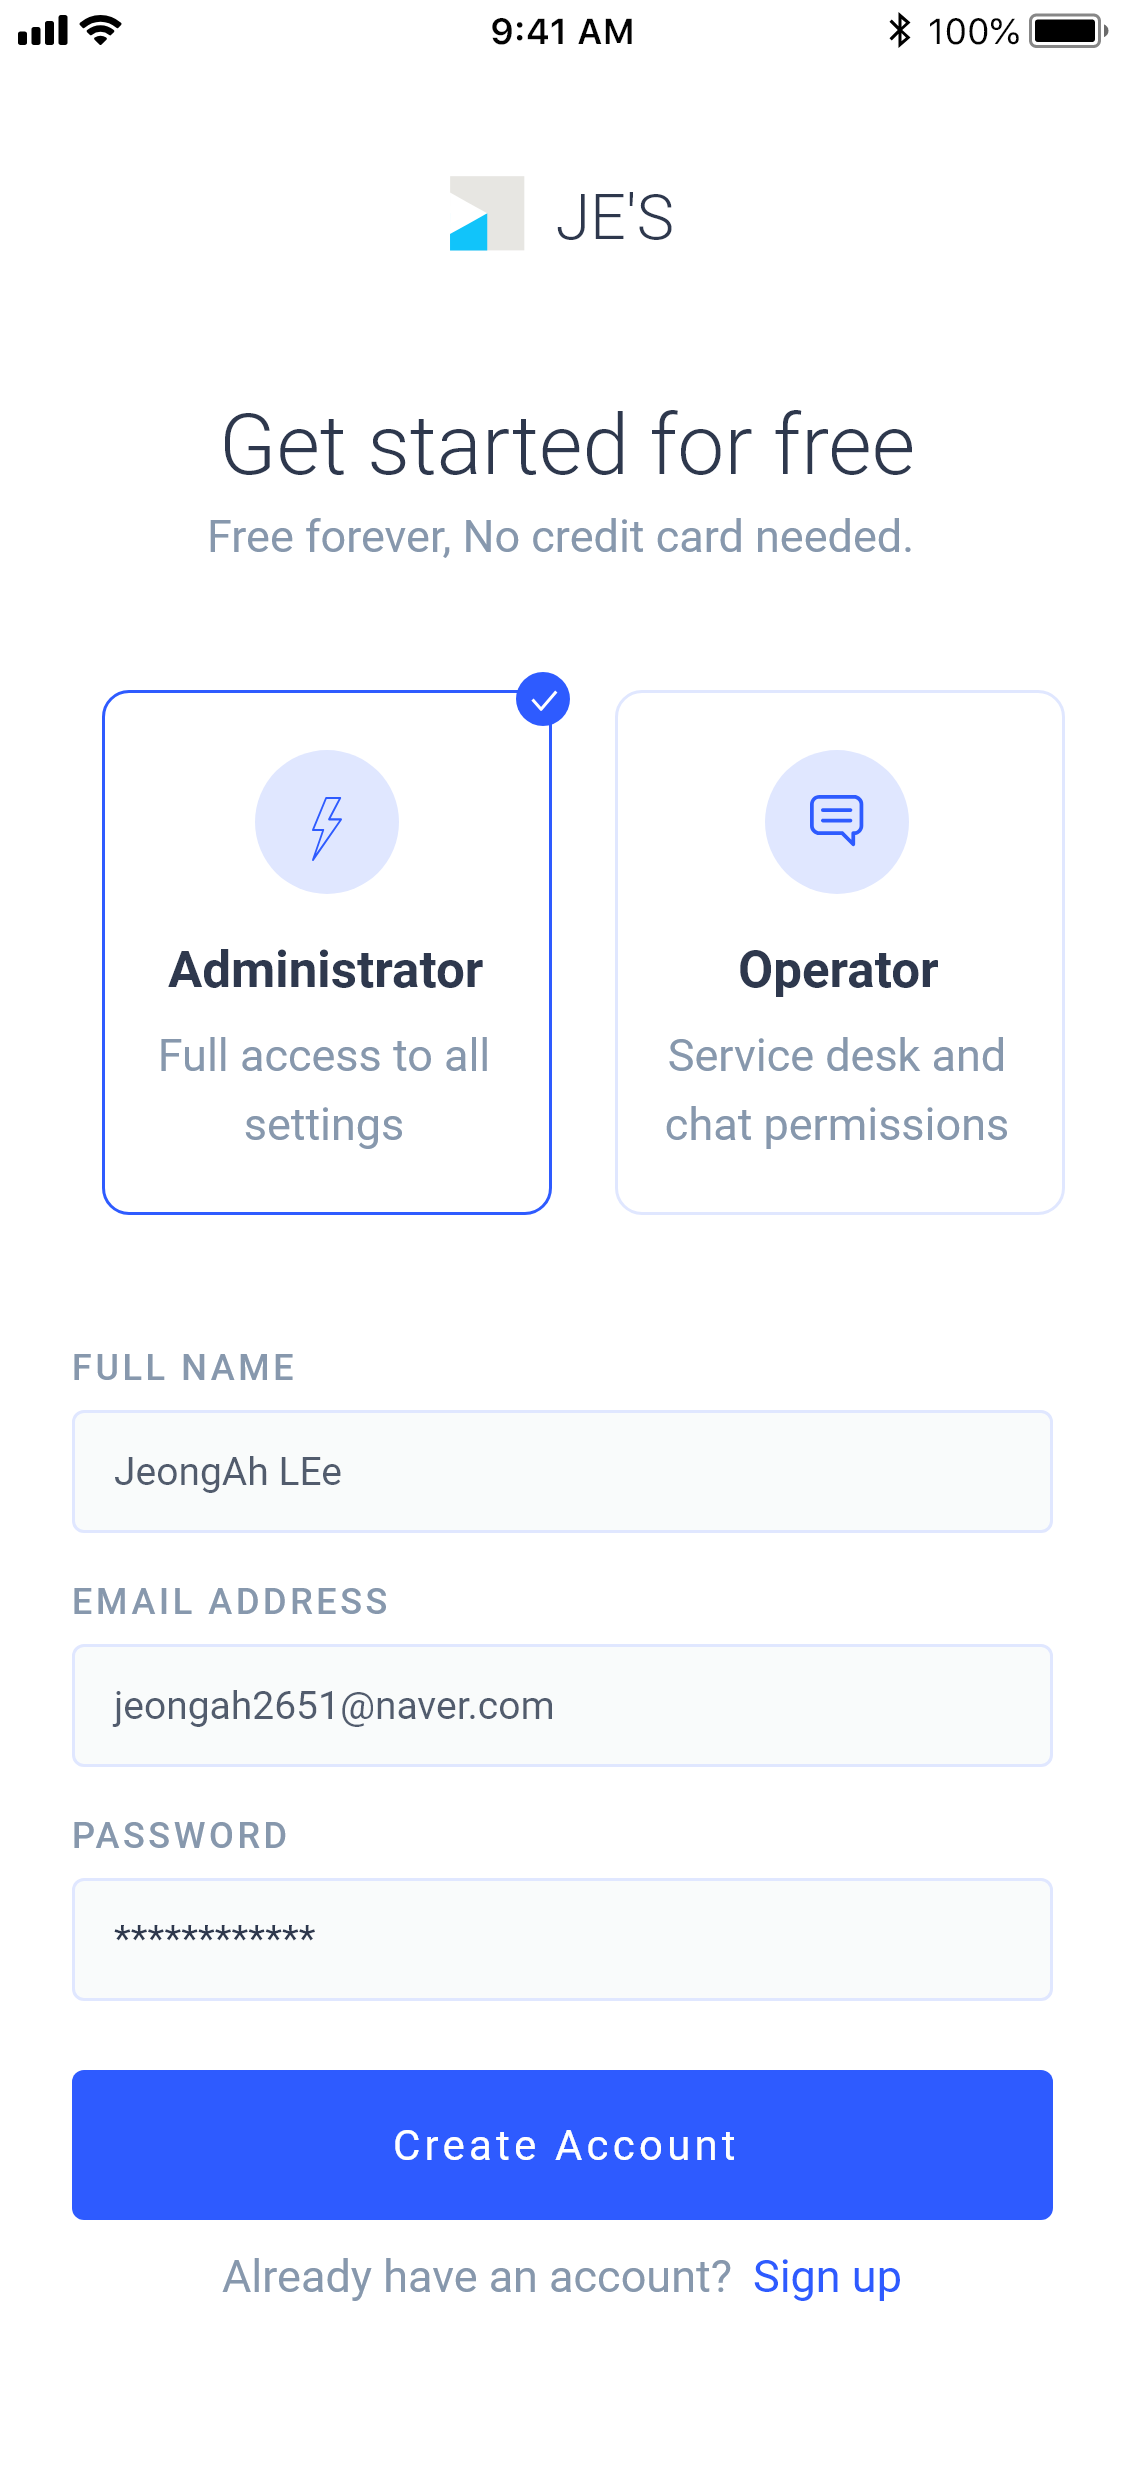 9:41 AM
100%
JE'S
Get started for free
Free forever, No credit card needed.
Administrator
Full access to all
settings
Operator
Service desk and
chat permissions
FULL NAME
JeongAh LEe
EMAIL ADDRESS
jeongah2651@naver.com
PASSWORD
************
Create Account
Already have an account? Sign up